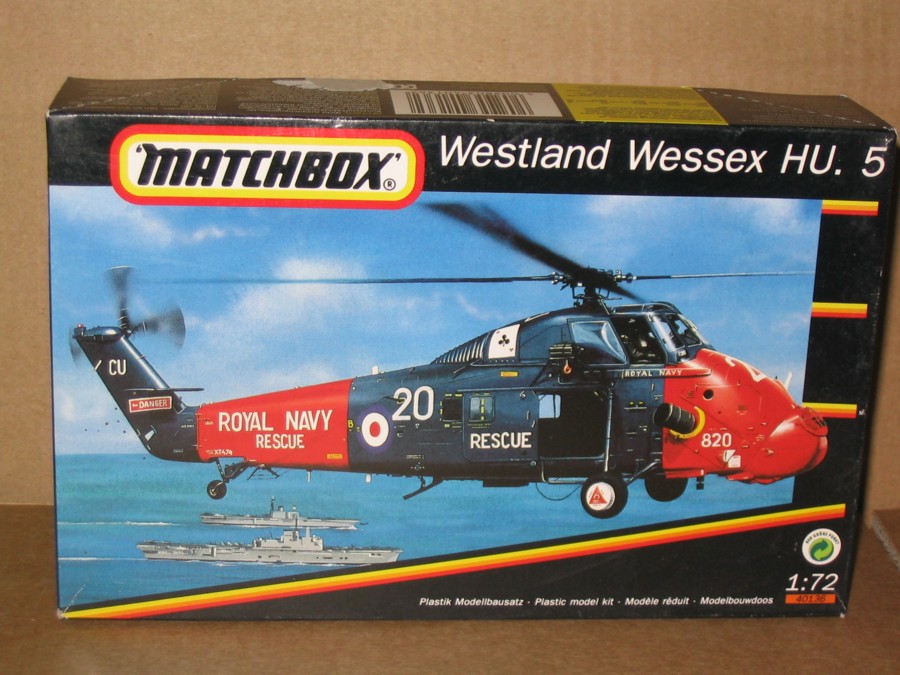 'MATCHBOX'®
Westland Wessex HU. 5
CU
DANGER
ROYAL NAVY
RESCUE
XT474
20
RESCUE
ROYAL NAVY
820
1:72
40136
Plastik Modellbausatz · Plastic model kit · Modèle réduit · Modelbouwdoos